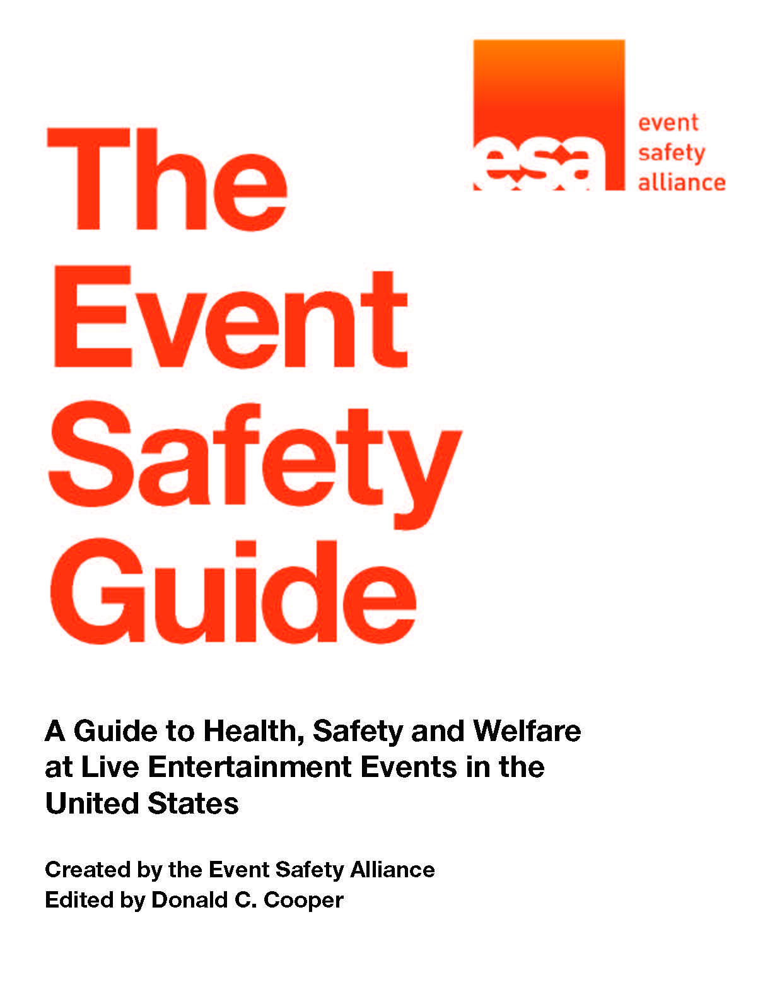 esa
event
safety
alliance
The
Event
Safety
Guide
A Guide to Health, Safety and Welfare
at Live Entertainment Events in the
United States
Created by the Event Safety Alliance
Edited by Donald C. Cooper